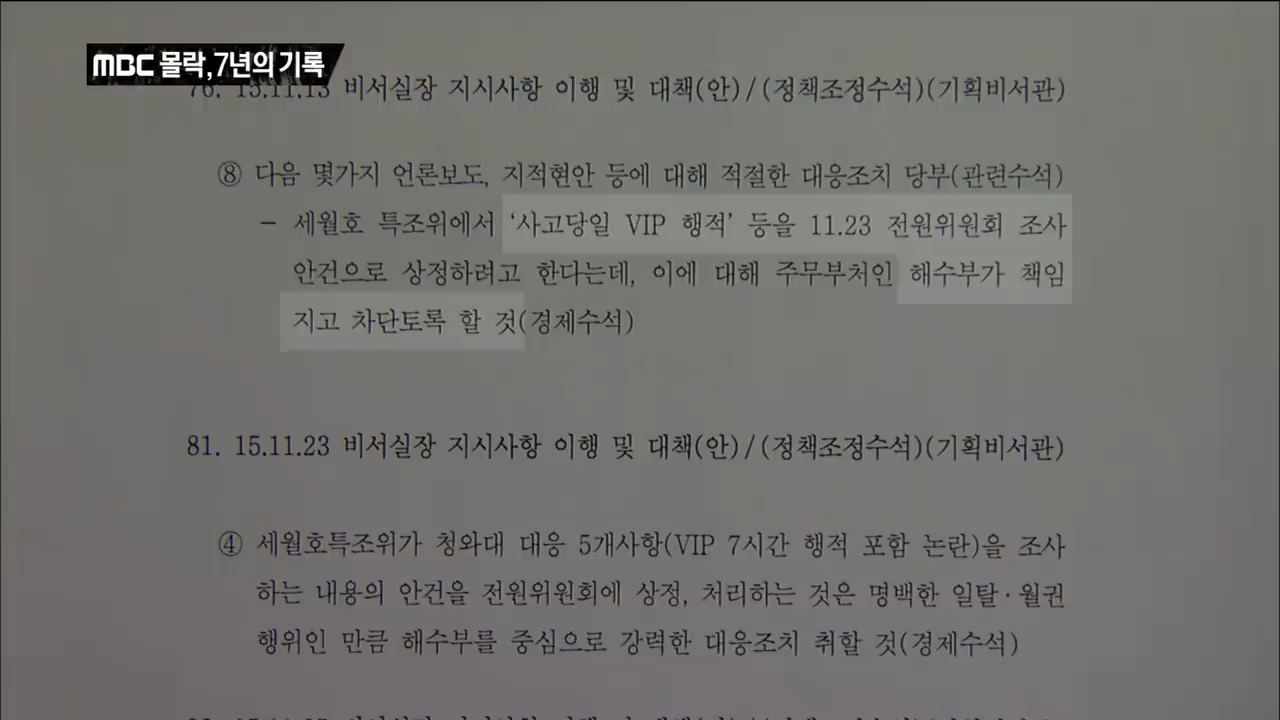 MBC 몰락, 7년의 기록
76. 15.11.13 비서실장 지시사항 이행 및 대책(안)/(정책조정수석)(기획비서관)
⑧ 다음 몇가지 언론보도, 지적현안 등에 대해 적절한 대응조치 당부(관련수석)
- 세월호 특조위에서 '사고당일 VIP 행적' 등을 11.23 전원위원회 조사
안건으로 상정하려고 한다는데, 이에 대해 주무부처인 해수부가 책임
지고 차단토록 할 것(경제수석)
81. 15.11.23 비서실장 지시사항 이행 및 대책(안)/(정책조정수석)(기획비서관)
④ 세월호특조위가 청와대 대응 5개사항(VIP 7시간 행적 포함 논란)을 조사
하는 내용의 안건을 전원위원회에 상정, 처리하는 것은 명백한 일탈·월권
행위인 만큼 해수부를 중심으로 강력한 대응조치 취할 것(경제수석)